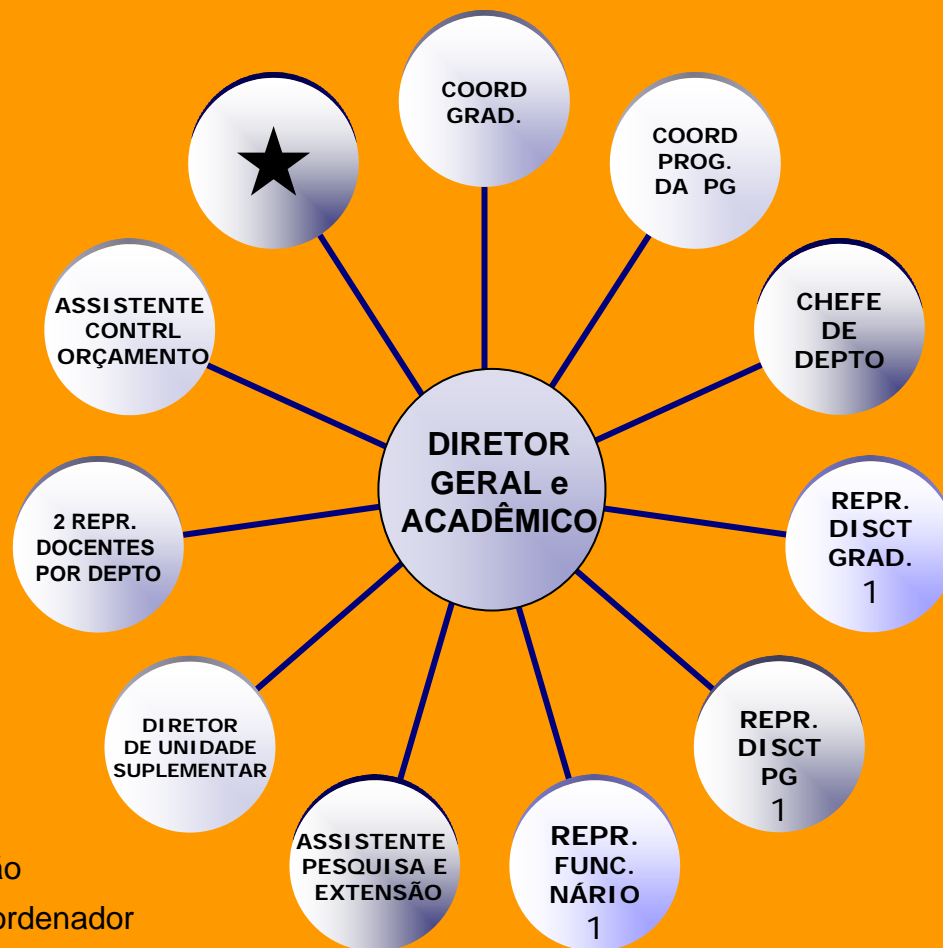 COORD
GRAD.
COORD
PROG.
DA PG
CHEFE
DE
DEPTO
ASSISTENTE
CONTRL
ORÇAMENTO
DIRETOR
GERAL e
ACADÊMICO
REPR.
DISCT
GRAD.
1
2 REPR.
DOCENTES
POR DEPTO
REPR.
DISCT
PG
1
DIRETOR
DE UNIDADE
SUPLEMENTAR
ASSISTENTE
PESQUISA E
EXTENSÃO
REPR.
FUNC.
NÁRIO
1